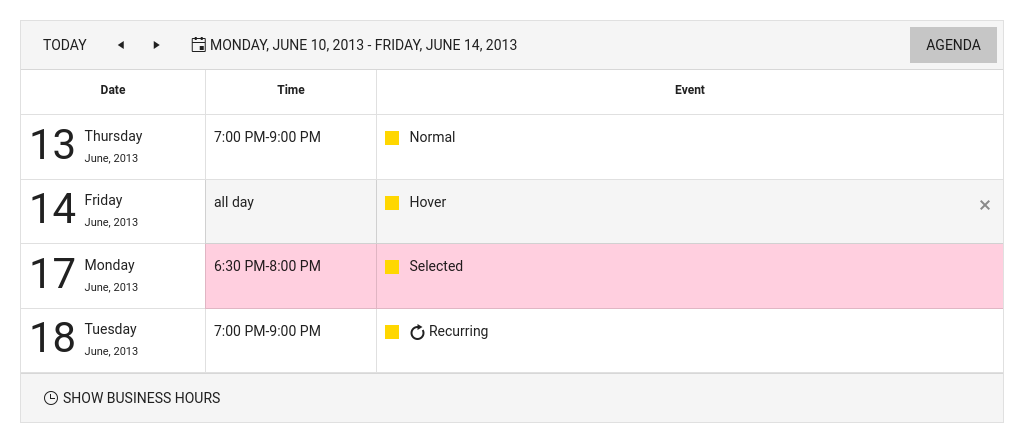 TODAY MONDAY, JUNE 10, 2013 - FRIDAY, JUNE 14, 2013 AGENDA
Date Time Event
13 Thursday June, 2013 7:00 PM-9:00 PM Normal
14 Friday June, 2013 all day Hover
17 Monday June, 2013 6:30 PM-8:00 PM Selected
18 Tuesday June, 2013 7:00 PM-9:00 PM Recurring
SHOW BUSINESS HOURS